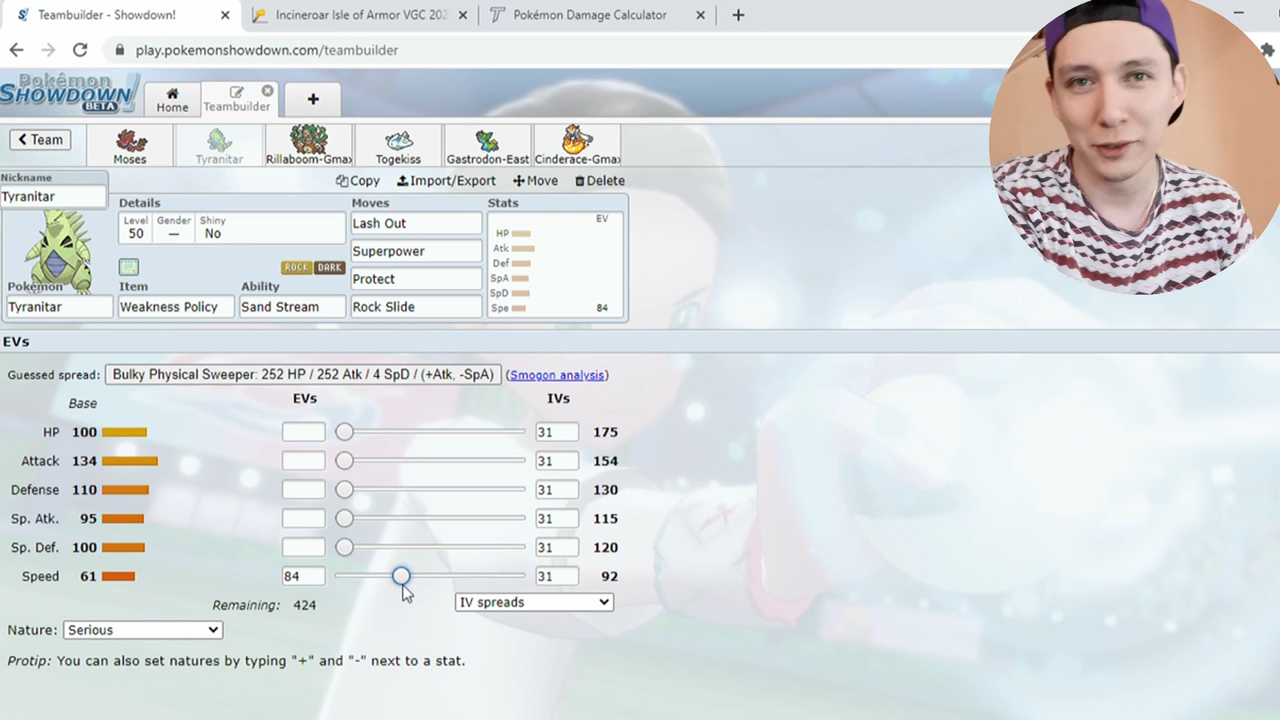 Teambuilder - Showdown!
Incineroar Isle of Armor VGC 202
Pokémon Damage Calculator
play.pokemonshowdown.com/teambuilder
Pokémon
SHOWDOWN!
BETA
Home
Teambuilder
Team
Moses
Tyranitar
Rillaboom-Gmax
Togekiss
Gastrodon-East
Cinderace-Gmax
Nickname
Tyranitar
Copy
Import/Export
Move
Delete
Details
Level
50
Gender
—
Shiny
No
ROCK
DARK
Pokémon
Tyranitar
Item
Weakness Policy
Ability
Sand Stream
Moves
Lash Out
Superpower
Protect
Rock Slide
Stats
EV
HP
Atk
Def
SpA
SpD
Spe 84
EVs
Guessed spread: Bulky Physical Sweeper: 252 HP / 252 Atk / 4 SpD / (+Atk, -SpA) (Smogon analysis)
Base EVs IVs
HP 100 31 175
Attack 134 31 154
Defense 110 31 130
Sp. Atk. 95 31 115
Sp. Def. 100 31 120
Speed 61 84 31 92
Remaining: 424 IV spreads
Nature: Serious
Protip: You can also set natures by typing "+" and "-" next to a stat.